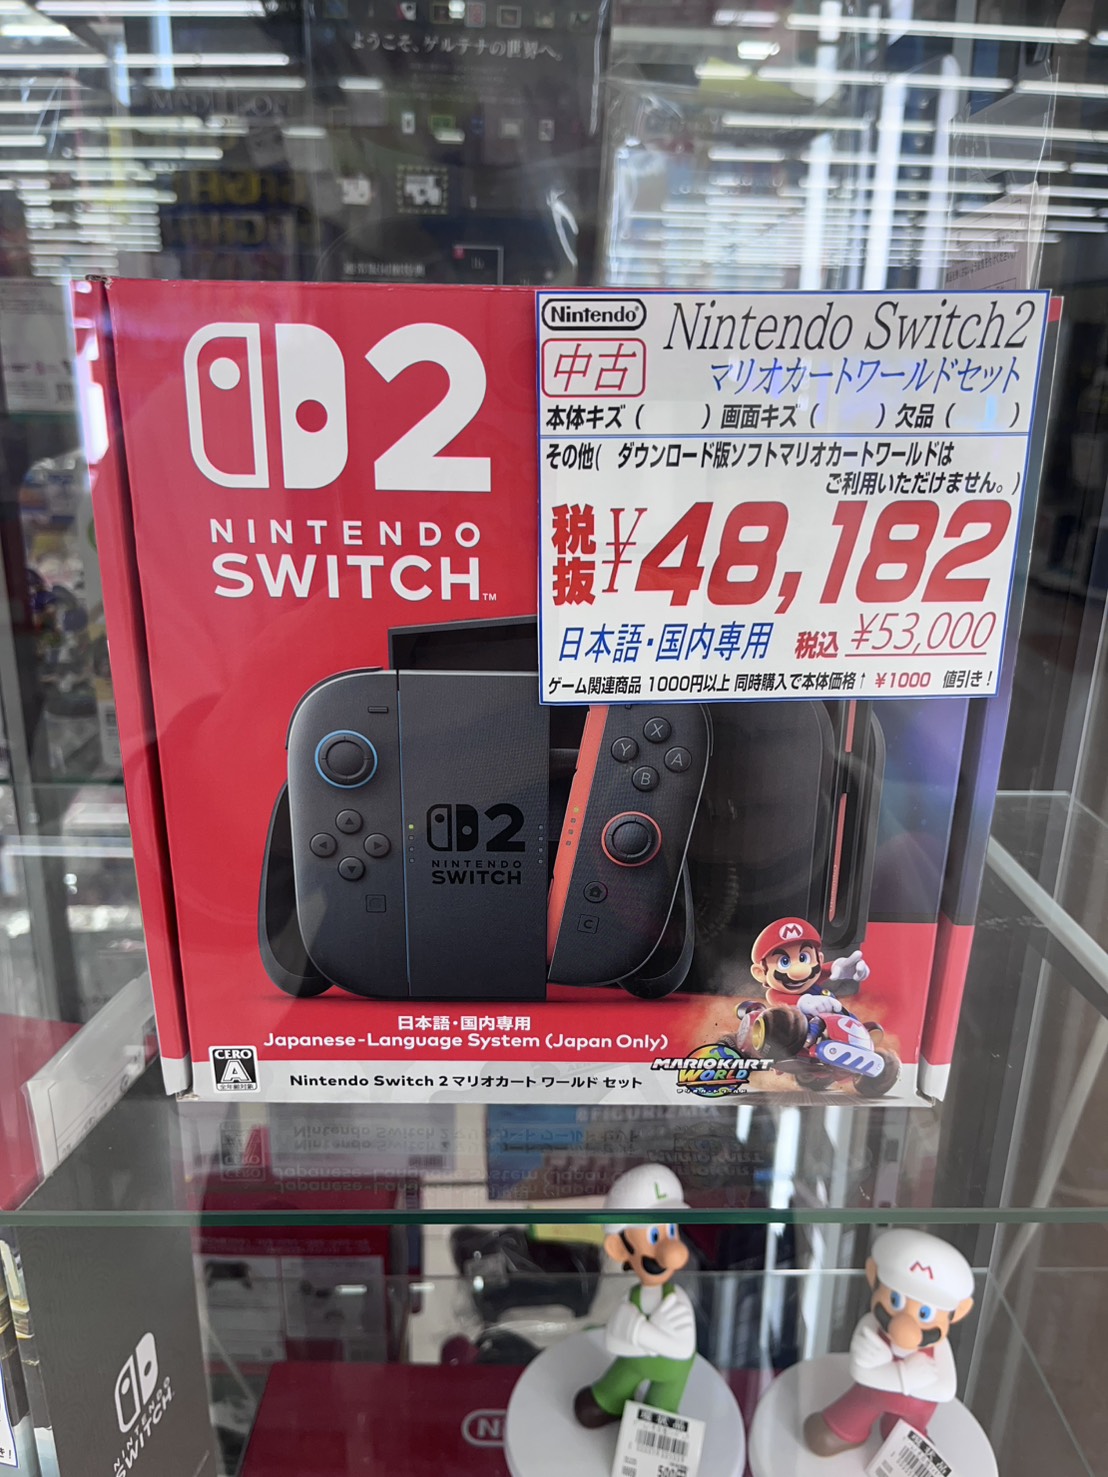 ようこそ、ゲルテナの世界へ。
2
NINTENDO
SWITCH™
Nintendo
Nintendo Switch2
中古
マリオカートワールドセット
本体キズ（　　）画面キズ（　　）欠品（　　）
その他( ダウンロード版ソフトマリオカートワールドは
ご利用いただけません。)
税抜 ¥48,182
日本語・国内専用 税込 ¥53,000
ゲーム関連商品 1000円以上 同時購入で本体価格↑ ¥1000 値引き！
X
Y
A
B
2
NINTENDO
SWITCH
C
日本語・国内専用
Japanese-Language System (Japan Only)
CERO
A
全年齢対象
Nintendo Switch 2 マリオカート ワールド セット
M
MARIOKART
WORLD
L
M
NINTENDO
SWITCH